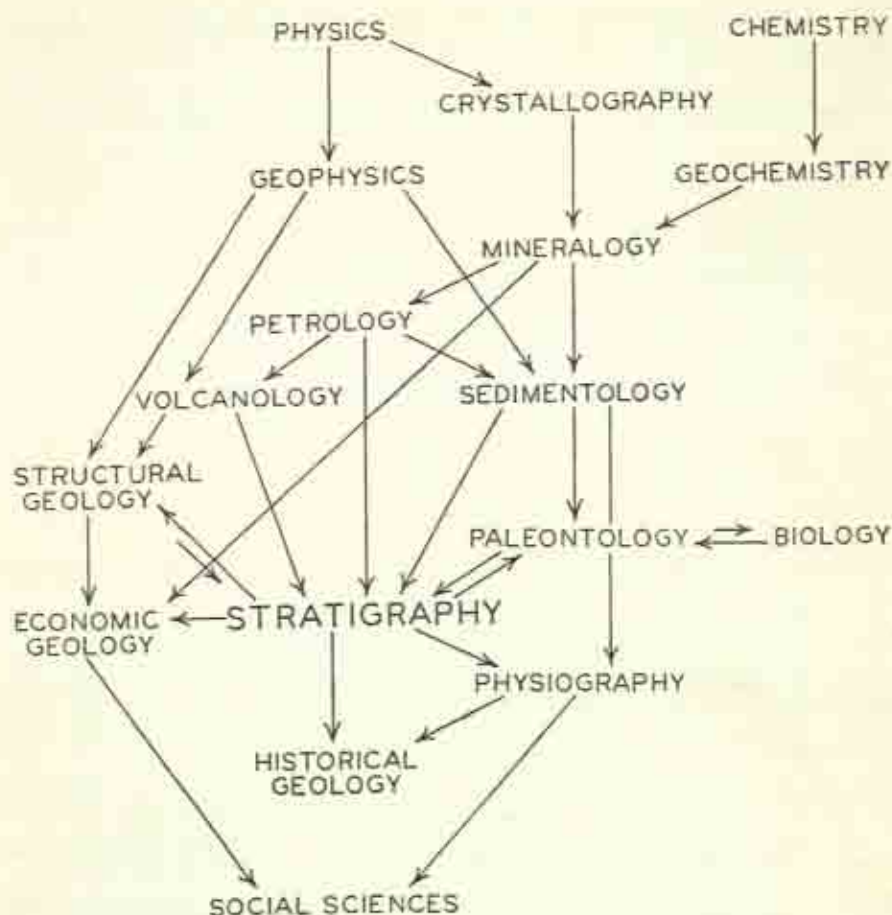 PHYSICS
CHEMISTRY
CRYSTALLOGRAPHY
GEOPHYSICS
GEOCHEMISTRY
MINERALOGY
PETROLOGY
VOLCANOLOGY
SEDIMENTOLOGY
STRUCTURAL
GEOLOGY
PALEONTOLOGY
BIOLOGY
STRATIGRAPHY
ECONOMIC
GEOLOGY
PHYSIOGRAPHY
HISTORICAL
GEOLOGY
SOCIAL SCIENCES